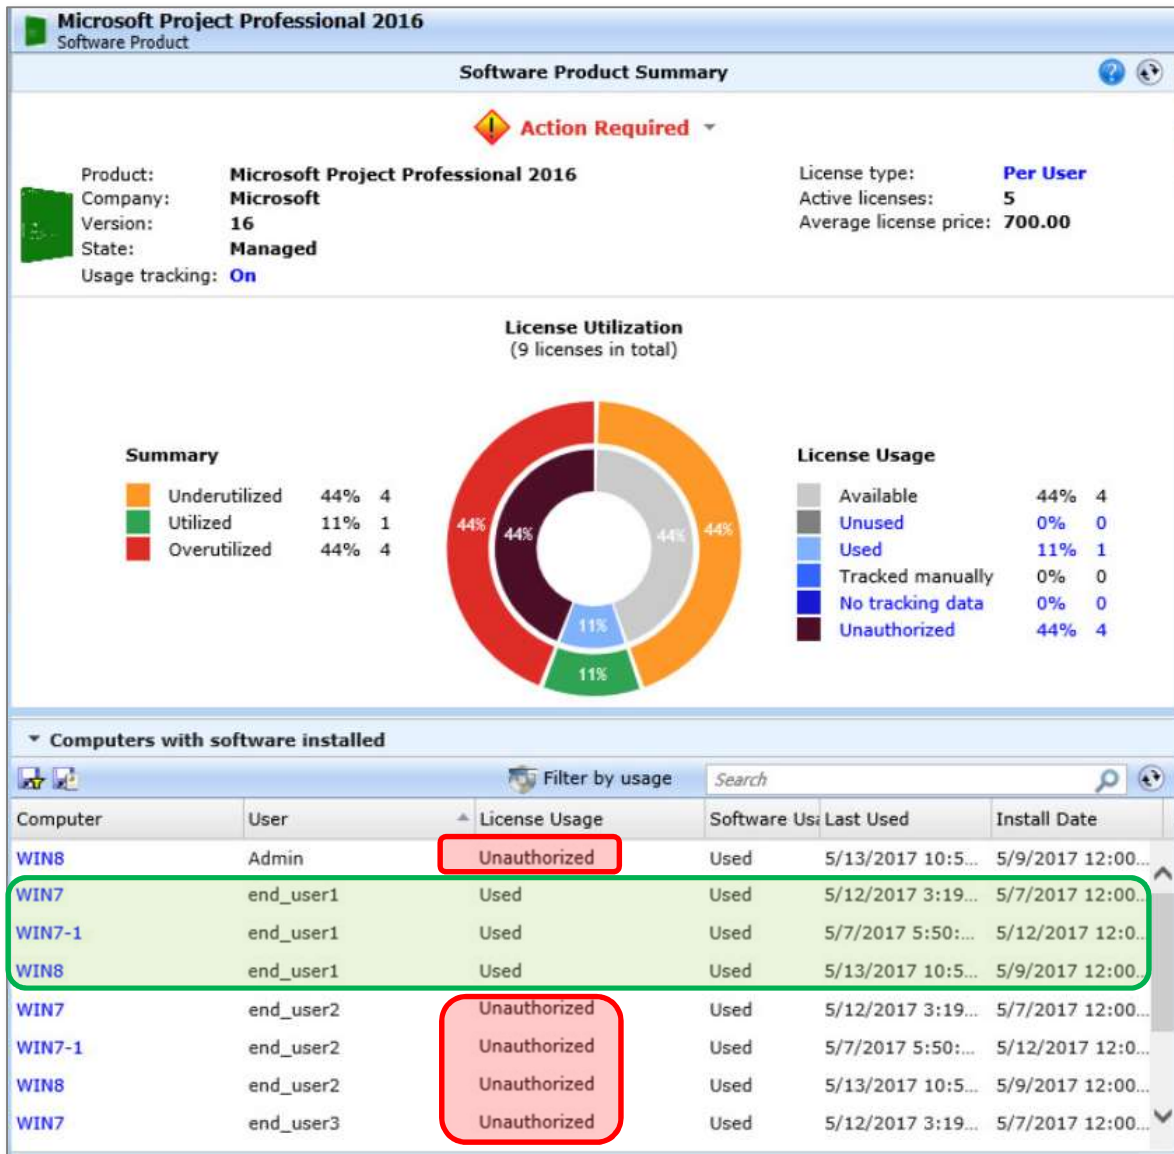 Microsoft Project Professional 2016
Software Product
Software Product Summary
Action Required
Product: Microsoft Project Professional 2016
Company: Microsoft
Version: 16
State: Managed
Usage tracking: On
License type: Per User
Active licenses: 5
Average license price: 700.00
License Utilization
(9 licenses in total)
Summary
Underutilized 44% 4
Utilized 11% 1
Overutilized 44% 4
44% 44% 44% 44%
11%
11%
License Usage
Available 44% 4
Unused 0% 0
Used 11% 1
Tracked manually 0% 0
No tracking data 0% 0
Unauthorized 44% 4
Computers with software installed
Filter by usage Search
Computer User License Usage Software Usa Last Used Install Date
WIN8 Admin Unauthorized Used 5/13/2017 10:5... 5/9/2017 12:00...
WIN7 end_user1 Used Used 5/12/2017 3:19... 5/7/2017 12:00...
WIN7-1 end_user1 Used Used 5/7/2017 5:50:... 5/12/2017 12:0...
WIN8 end_user1 Used Used 5/13/2017 10:5... 5/9/2017 12:00...
WIN7 end_user2 Unauthorized Used 5/12/2017 3:19... 5/7/2017 12:00...
WIN7-1 end_user2 Unauthorized Used 5/7/2017 5:50:... 5/12/2017 12:0...
WIN8 end_user2 Unauthorized Used 5/13/2017 10:5... 5/9/2017 12:00...
WIN7 end_user3 Unauthorized Used 5/12/2017 3:19... 5/7/2017 12:00...